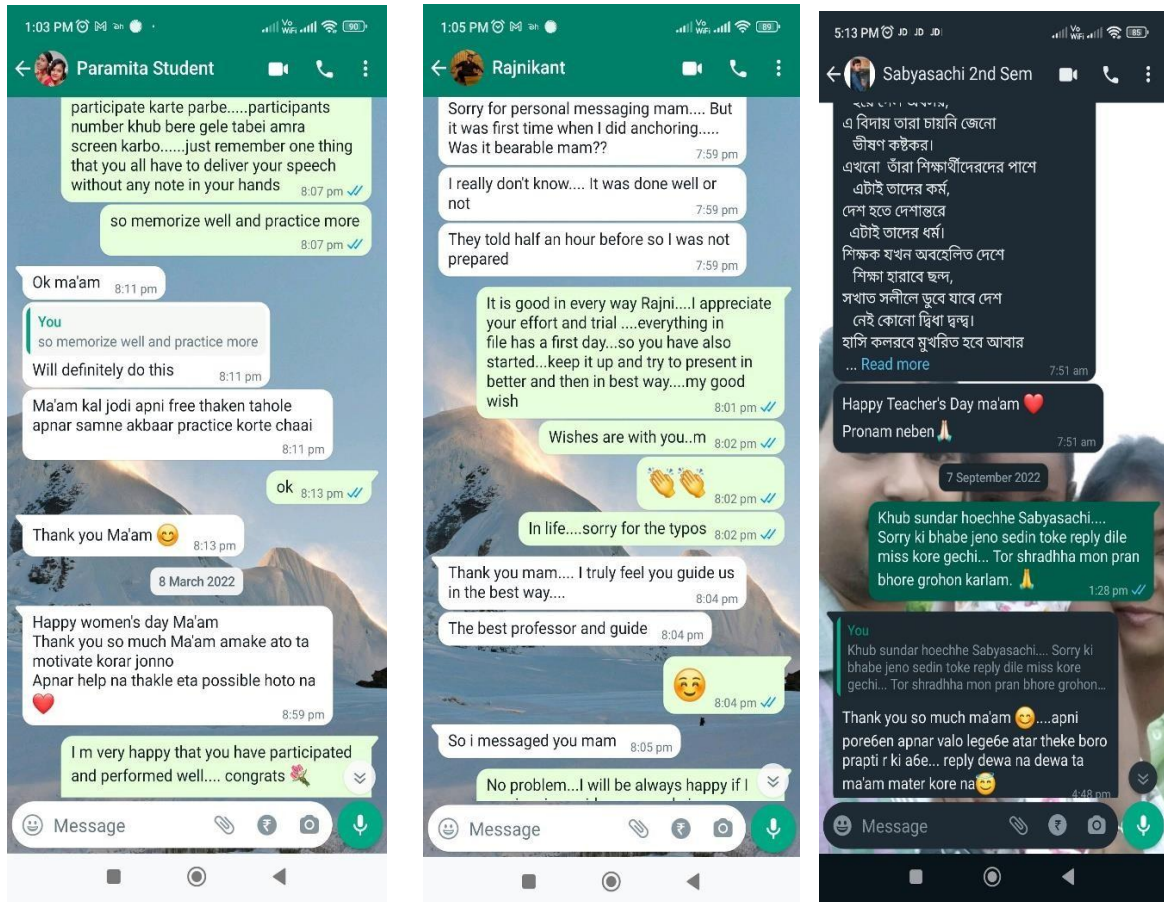 1:03 PM
Vo
WiFi
90
Paramita Student
participate karte parbe.....participants
number khub bere gele tabei amra
screen karbo......just remember one thing
that you all have to deliver your speech
without any note in your hands 8:07 pm
so memorize well and practice more
8:07 pm
Ok ma'am 8:11 pm
You
so memorize well and practice more
Will definitely do this 8:11 pm
Ma'am kal jodi apni free thaken tahole
apnar samne akbaar practice korte chaai
8:11 pm
ok 8:13 pm
Thank you Ma'am 😊 8:13 pm
8 March 2022
Happy women's day Ma'am
Thank you so much Ma'am amake ato ta
motivate korar jonno
Apnar help na thakle eta possible hoto na
❤️ 8:59 pm
I m very happy that you have participated
and performed well.... congrats 💐
Message
1:05 PM
Vo
WiFi
89
Rajnikant
Sorry for personal messaging mam.... But
it was first time when I did anchoring.....
Was it bearable mam?? 7:59 pm
I really don't know.... It was done well or
not 7:59 pm
They told half an hour before so I was not
prepared 7:59 pm
It is good in every way Rajni....I appreciate
your effort and trial ....everything in
file has a first day...so you have also
started...keep it up and try to present in
better and then in best way....my good
wish 8:01 pm
Wishes are with you..m 8:02 pm
👏👏 8:02 pm
In life....sorry for the typos 8:02 pm
Thank you mam.... I truly feel you guide us
in the best way.... 8:04 pm
The best professor and guide 8:04 pm
☺️ 8:04 pm
So i messaged you mam 8:05 pm
No problem...I will be always happy if I
Message
5:13 PM
JD JD JD
Vo
WiFi
85
Sabyasachi 2nd Sem
এ বিদায় তারা চায়নি জেনো
ভীষণ কষ্টকর।
এখনো তাঁরা শিক্ষার্থীদেরদের পাশে
এটাই তাদের কর্ম,
দেশ হতে দেশান্তরে
এটাই তাদের ধর্ম।
শিক্ষক যখন অবহেলিত দেশে
শিক্ষা হারাবে ছন্দ,
সখাত সলীলে ডুবে যাবে দেশ
নেই কোনো দ্বিধা দ্বন্দ্ব।
হাসি কলরবে মুখরিত হবে আবার
... Read more 7:51 am
Happy Teacher's Day ma'am ❤️
Pronam neben 🙏 7:51 am
7 September 2022
Khub sundar hoechhe Sabyasachi....
Sorry ki bhabe jeno sedin toke reply dile
miss kore gechi... Tor shradhha mon pran
bhore grohon karlam. 🙏 1:28 pm
You
Khub sundar hoechhe Sabyasachi.... Sorry ki
bhabe jeno sedin toke reply dile miss kore
gechi... Tor shradhha mon pran bhore grohon...
Thank you so much ma'am 😊....apni
pore6en apnar valo lege6e atar theke boro
prapti r ki a6e... reply dewa na dewa ta
ma'am mater kore na😇 4:48 pm
Message